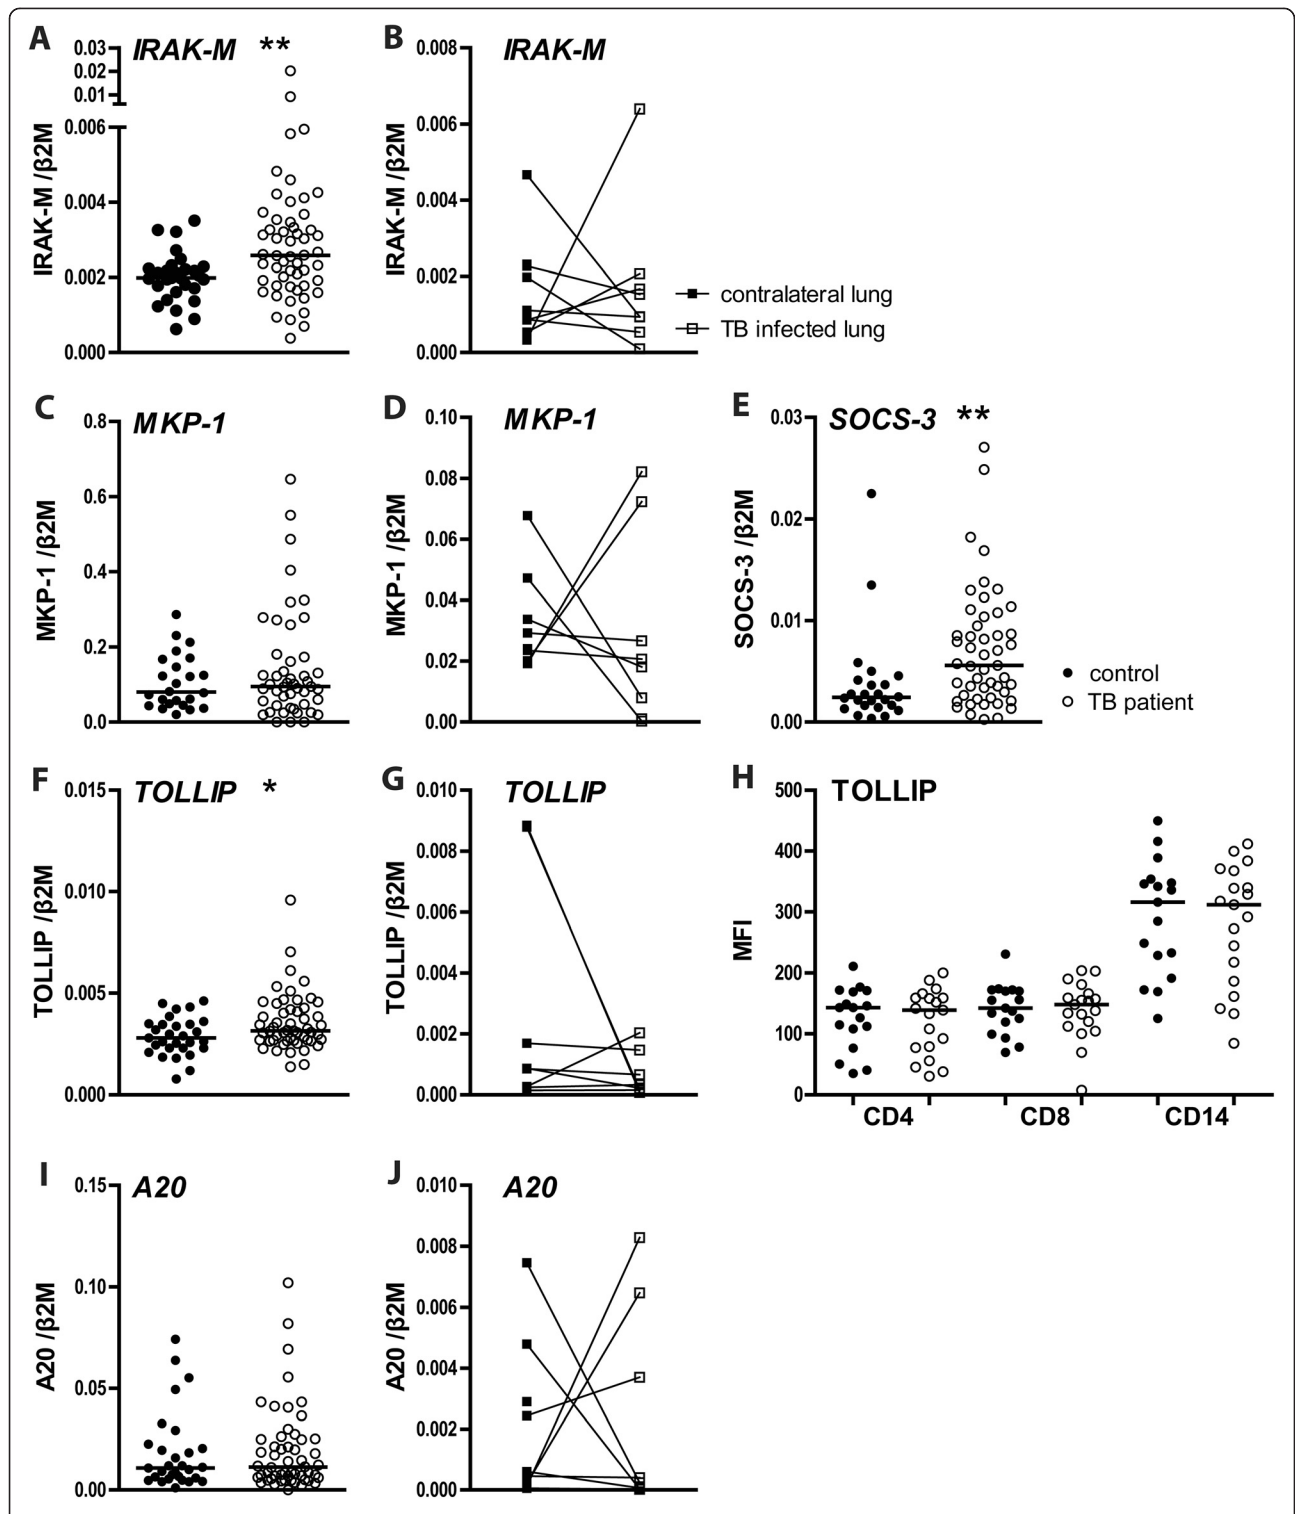 A
IRAK-M **
0.03
0.02
0.01
0.006
0.004
0.002
0.000
IRAK-M /β2M
B
IRAK-M
0.008
0.006
0.004
0.002
0.000
IRAK-M /β2M
contralateral lung
TB infected lung
C
MKP-1
0.8
0.6
0.4
0.2
0.0
MKP-1 /β2M
D
MKP-1
0.10
0.08
0.06
0.04
0.02
0.00
MKP-1 /β2M
E
SOCS-3 **
0.03
0.02
0.01
0.00
SOCS-3 /β2M
control
TB patient
F
TOLLIP *
0.015
0.010
0.005
0.000
TOLLIP /β2M
G
TOLLIP
0.010
0.008
0.006
0.004
0.002
0.000
TOLLIP /β2M
H
TOLLIP
500
400
300
200
100
0
MFI
CD4 CD8 CD14
I
A20
0.15
0.10
0.05
0.00
A20 /β2M
J
A20
0.010
0.008
0.006
0.004
0.002
0.000
A20 /β2M